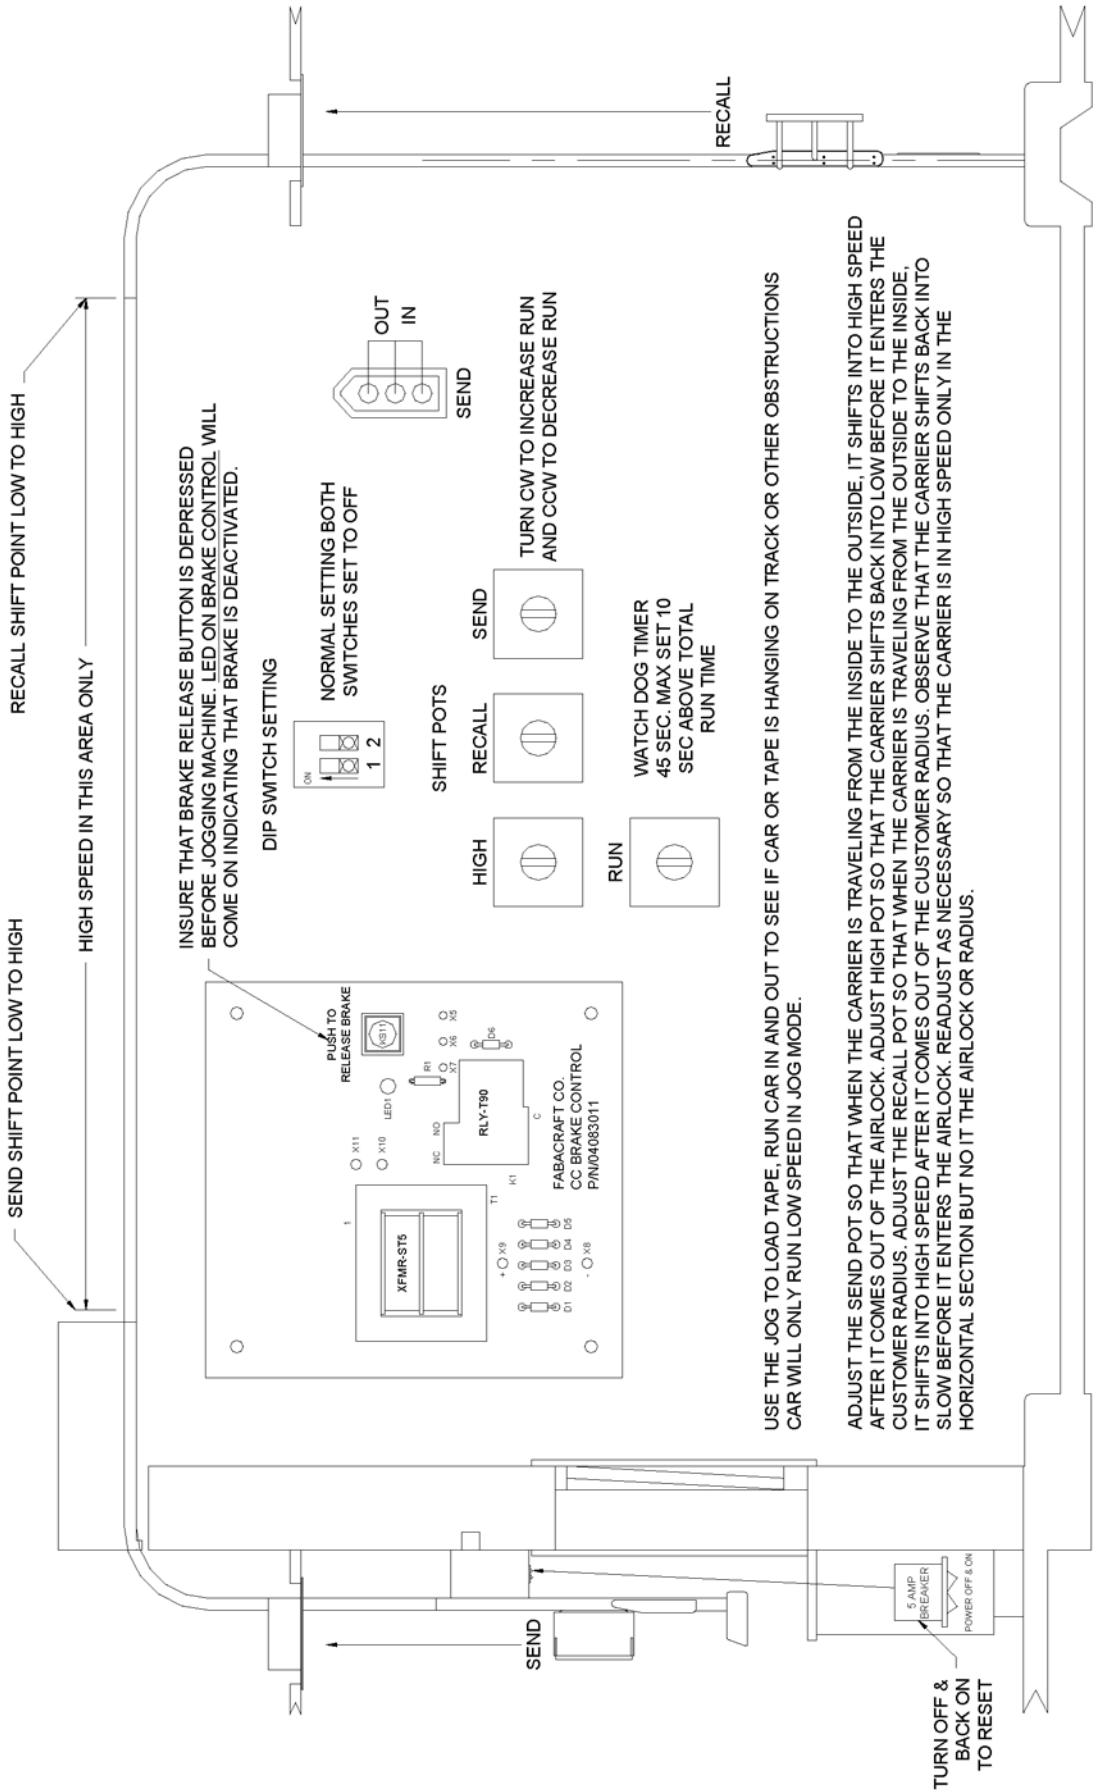 SEND SHIFT POINT LOW TO HIGH
RECALL SHIFT POINT LOW TO HIGH
HIGH SPEED IN THIS AREA ONLY
INSURE THAT BRAKE RELEASE BUTTON IS DEPRESSED
BEFORE JOGGING MACHINE. LED ON BRAKE CONTROL WILL
COME ON INDICATING THAT BRAKE IS DEACTIVATED.
PUSH TO
RELEASE BRAKE
KS11
LED1
X11
X10
R1
X7
X6
X5
D6
NC
NO
RLY-T90
C
K1
1
XFMR-ST5
T1
+
X9
D1
D2
D3
D4
D5
-
X8
FABACRAFT CO.
CC BRAKE CONTROL
P/N/04083011
DIP SWITCH SETTING
ON
1 2
NORMAL SETTING BOTH
SWITCHES SET TO OFF
OUT
IN
SEND
SHIFT POTS
HIGH
RECALL
SEND
TURN CW TO INCREASE RUN
AND CCW TO DECREASE RUN
RUN
WATCH DOG TIMER
45 SEC. MAX SET 10
SEC ABOVE TOTAL
RUN TIME
RECALL
SEND
5 AMP
BREAKER
POWER OFF & ON
TURN OFF &
BACK ON
TO RESET
USE THE JOG TO LOAD TAPE, RUN CAR IN AND OUT TO SEE IF CAR OR TAPE IS HANGING ON TRACK OR OTHER OBSTRUCTIONS
CAR WILL ONLY RUN LOW SPEED IN JOG MODE.
ADJUST THE SEND POT SO THAT WHEN THE CARRIER IS TRAVELING FROM THE INSIDE TO THE OUTSIDE, IT SHIFTS INTO HIGH SPEED
AFTER IT COMES OUT OF THE AIRLOCK. ADJUST HIGH POT SO THAT THE CARRIER SHIFTS BACK INTO LOW BEFORE IT ENTERS THE
CUSTOMER RADIUS. ADJUST THE RECALL POT SO THAT WHEN THE CARRIER IS TRAVELING FROM THE OUTSIDE TO THE INSIDE,
IT SHIFTS INTO HIGH SPEED AFTER IT COMES OUT OF THE CUSTOMER RADIUS. OBSERVE THAT THE CARRIER SHIFTS BACK INTO
SLOW BEFORE IT ENTERS THE AIRLOCK. READJUST AS NECESSARY SO THAT THE CARRIER IS IN HIGH SPEED ONLY IN THE
HORIZONTAL SECTION BUT NO IT THE AIRLOCK OR RADIUS.